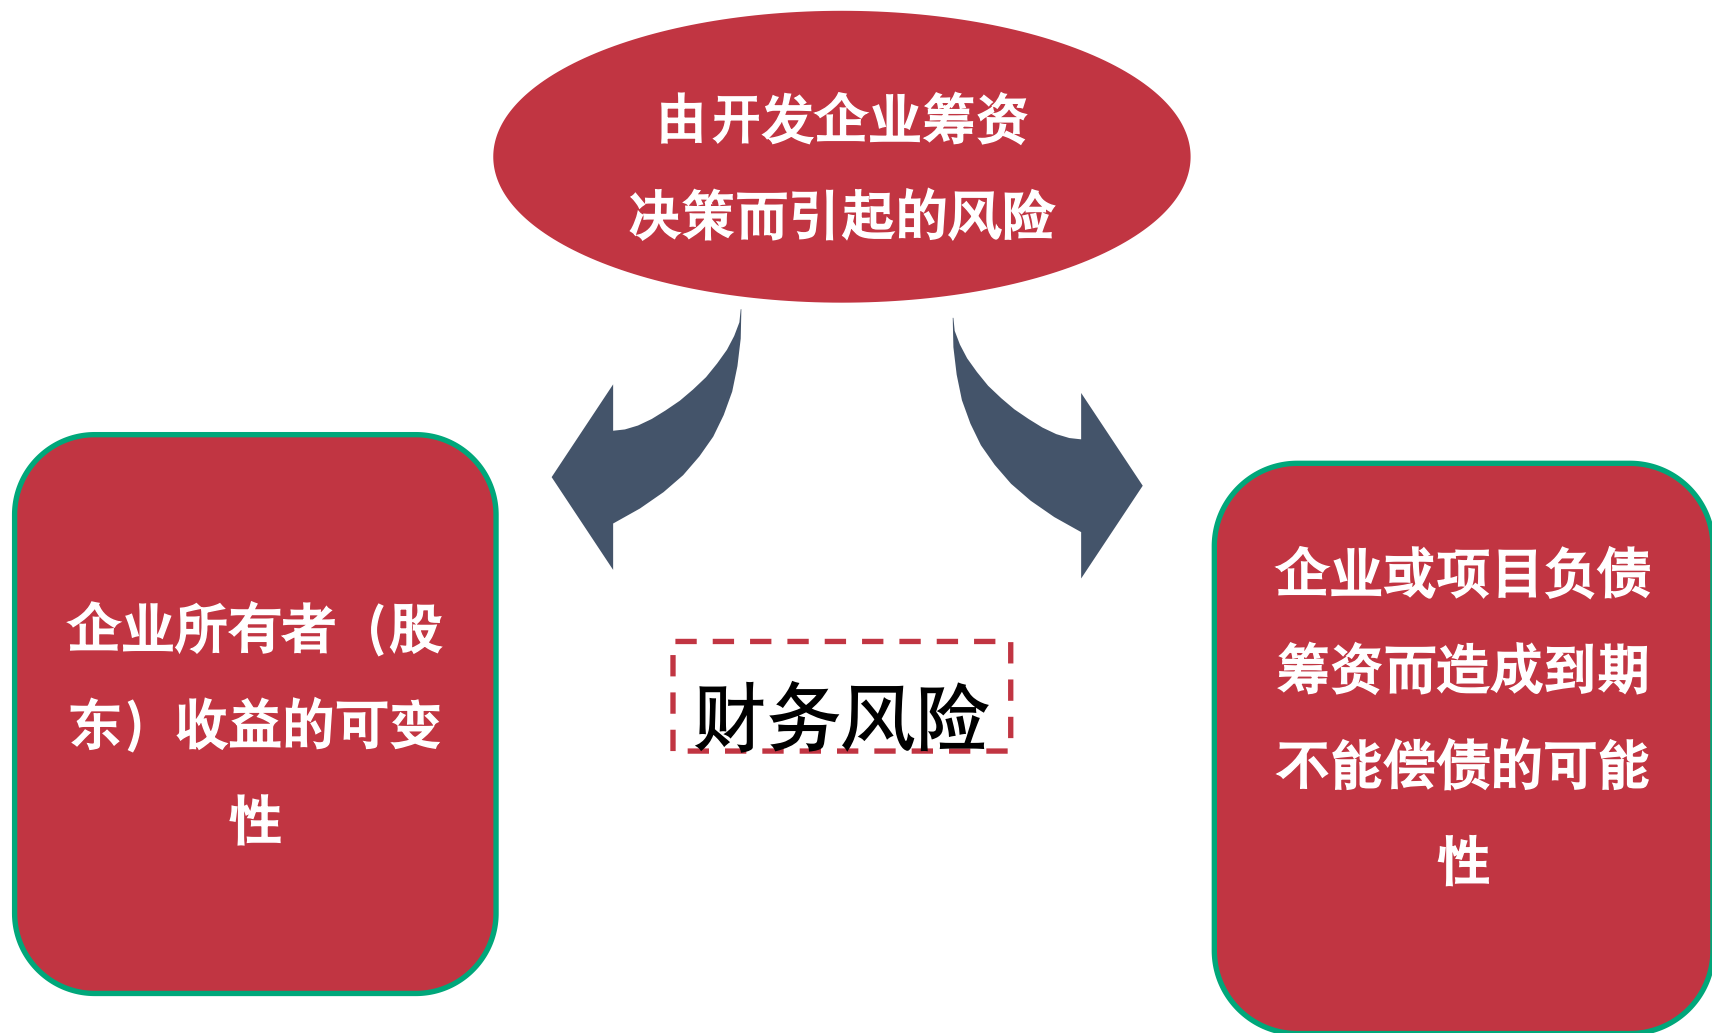 由开发企业筹资
决策而引起的风险
企业所有者（股
东）收益的可变
性
财务风险
企业或项目负债
筹资而造成到期
不能偿债的可能
性